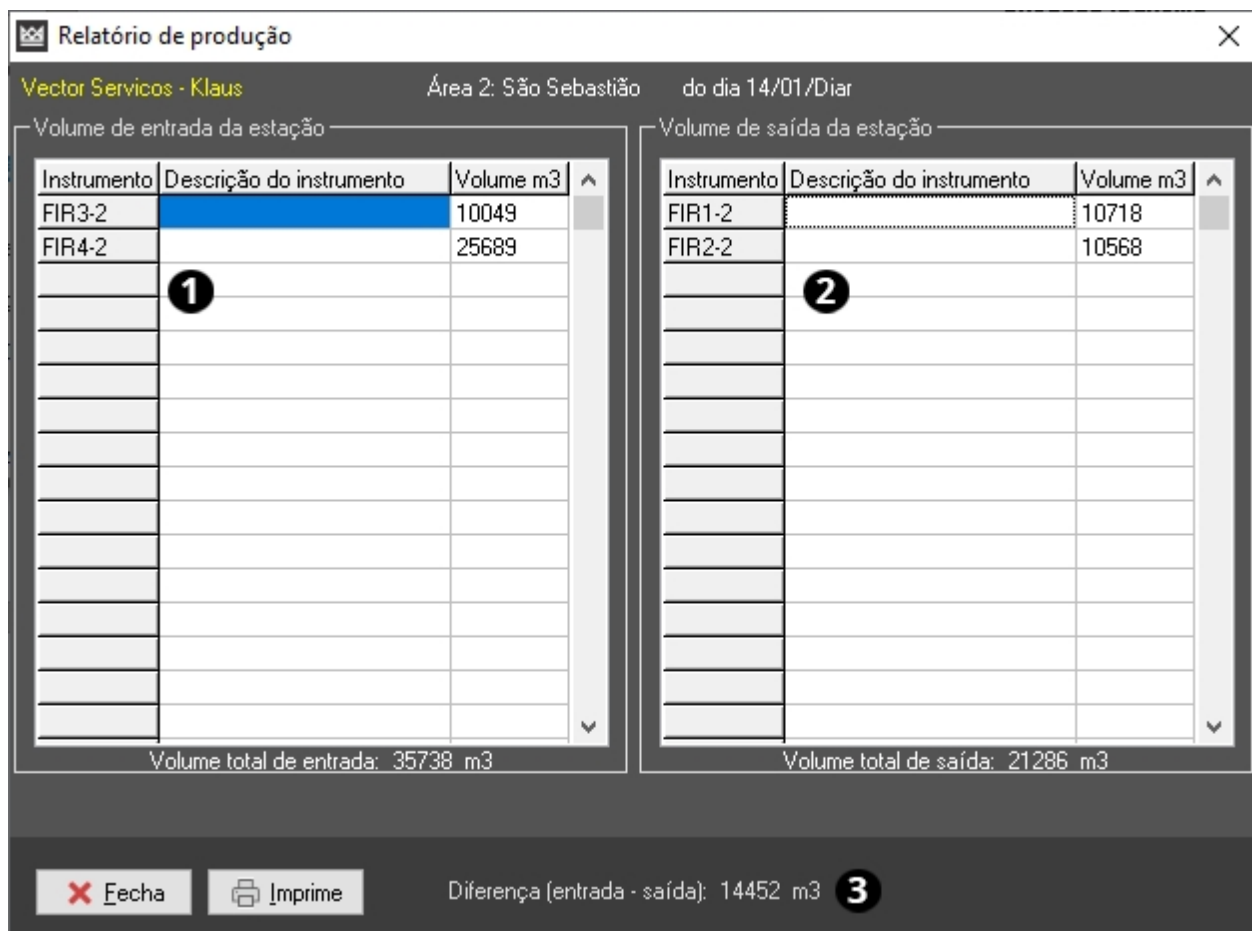 Relatório de produção
Vector Servicos - Klaus Área 2: São Sebastião do dia 14/01/Diar
Volume de entrada da estação
Instrumento Descrição do instrumento Volume m3
FIR3-2 10049
FIR4-2 25689
1
Volume total de entrada: 35738 m3
Volume de saída da estação
Instrumento Descrição do instrumento Volume m3
FIR1-2 10718
FIR2-2 10568
2
Volume total de saída: 21286 m3
Fecha Imprime Diferença (entrada - saída): 14452 m3 3